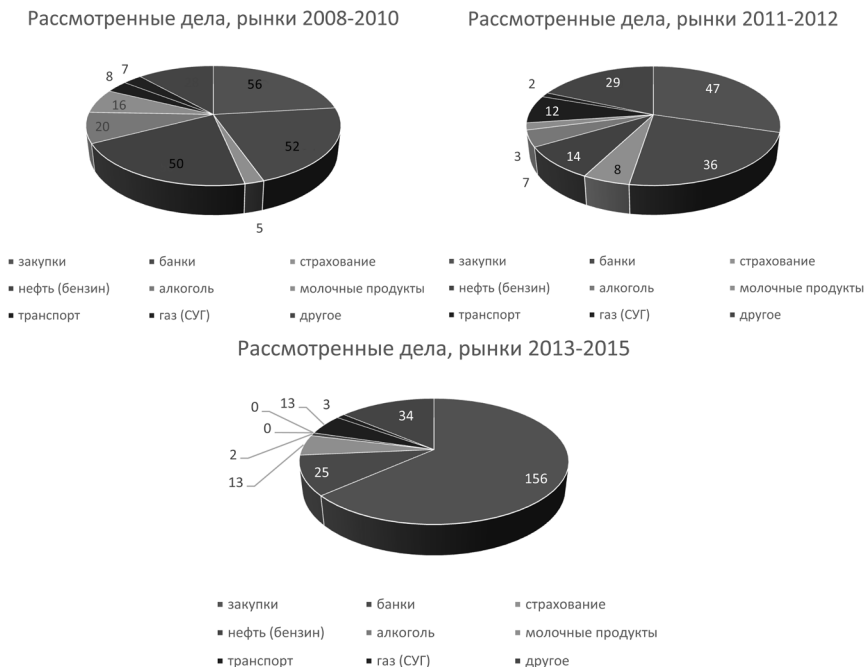 Рассмотренные дела, рынки 2008-2010
7
8
16
20
50
56
52
5
закупки банки страхование
нефть (бензин) алкоголь молочные продукты
транспорт газ (СУГ) другое
Рассмотренные дела, рынки 2011-2012
2
29
47
12
3
7
14
8
36
закупки банки страхование
нефть (бензин) алкоголь молочные продукты
транспорт газ (СУГ) другое
Рассмотренные дела, рынки 2013-2015
0
13
3
34
0
2
13
25
156
закупки банки страхование
нефть (бензин) алкоголь молочные продукты
транспорт газ (СУГ) другое